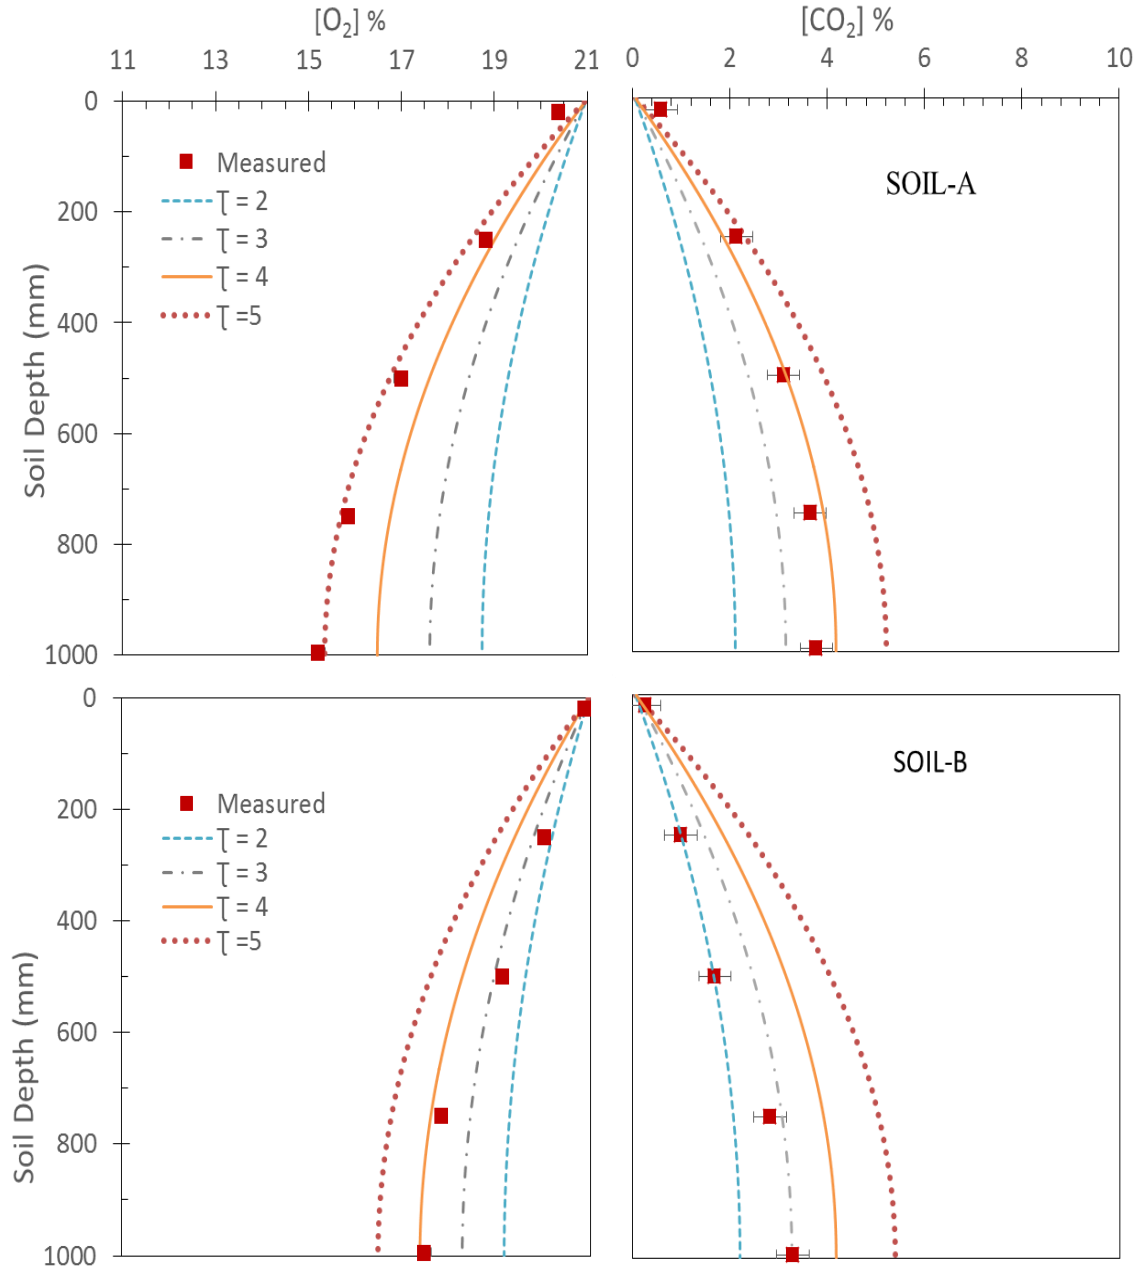 [O₂] %
[CO₂] %
11 13 15 17 19 21
0 2 4 6 8 10
0
200
400
600
800
1000
Soil Depth (mm)
Measured
Ʈ = 2
Ʈ = 3
Ʈ = 4
Ʈ =5
SOIL-A
0
200
400
600
800
1000
Soil Depth (mm)
Measured
Ʈ = 2
Ʈ = 3
Ʈ = 4
Ʈ =5
SOIL-B